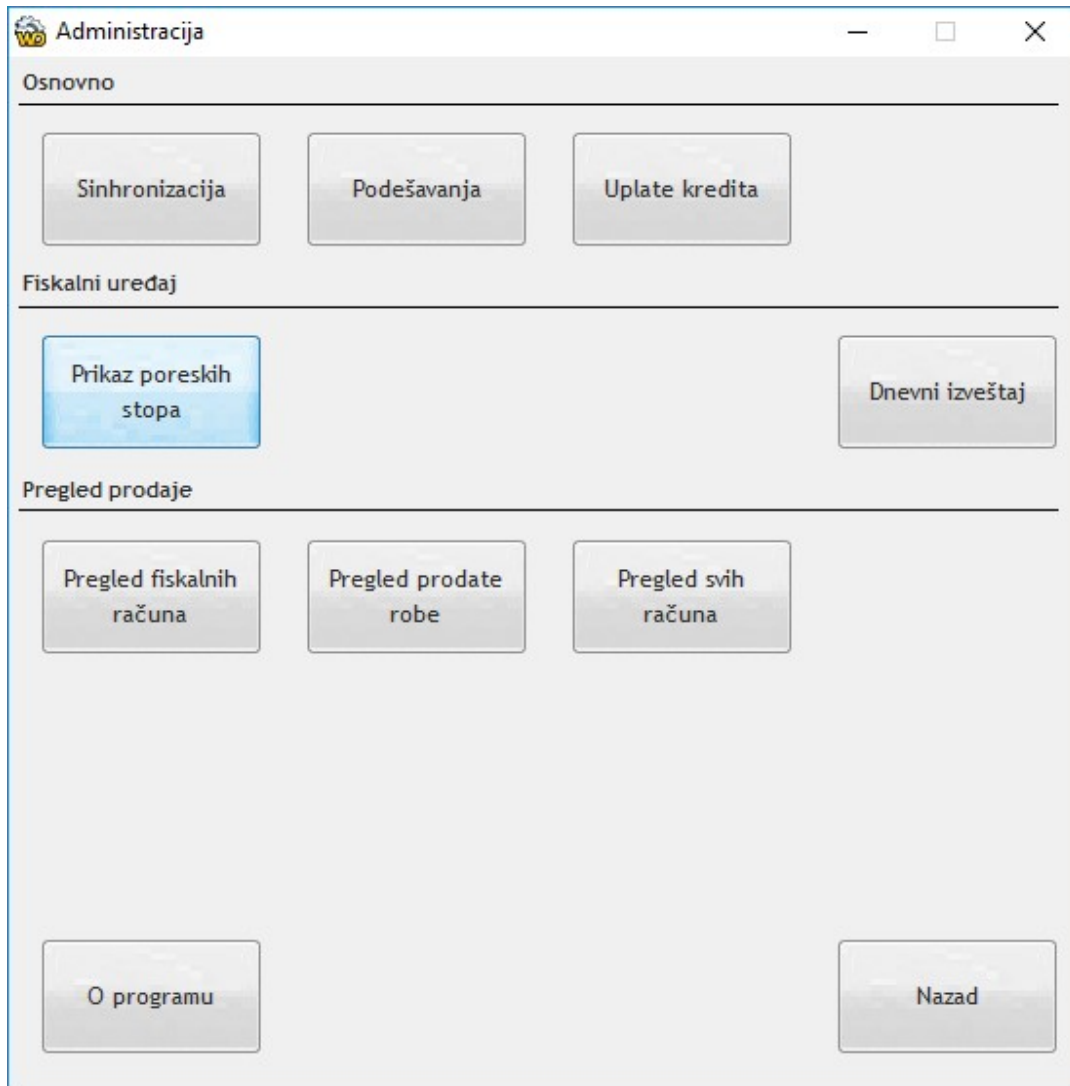 Administracija
Osnovno
Sinhronizacija
Podešavanja
Uplate kredita
Fiskalni uređaj
Prikaz poreskih
stopa
Dnevni izveštaj
Pregled prodaje
Pregled fiskalnih
računa
Pregled prodate
robe
Pregled svih
računa
O programu
Nazad